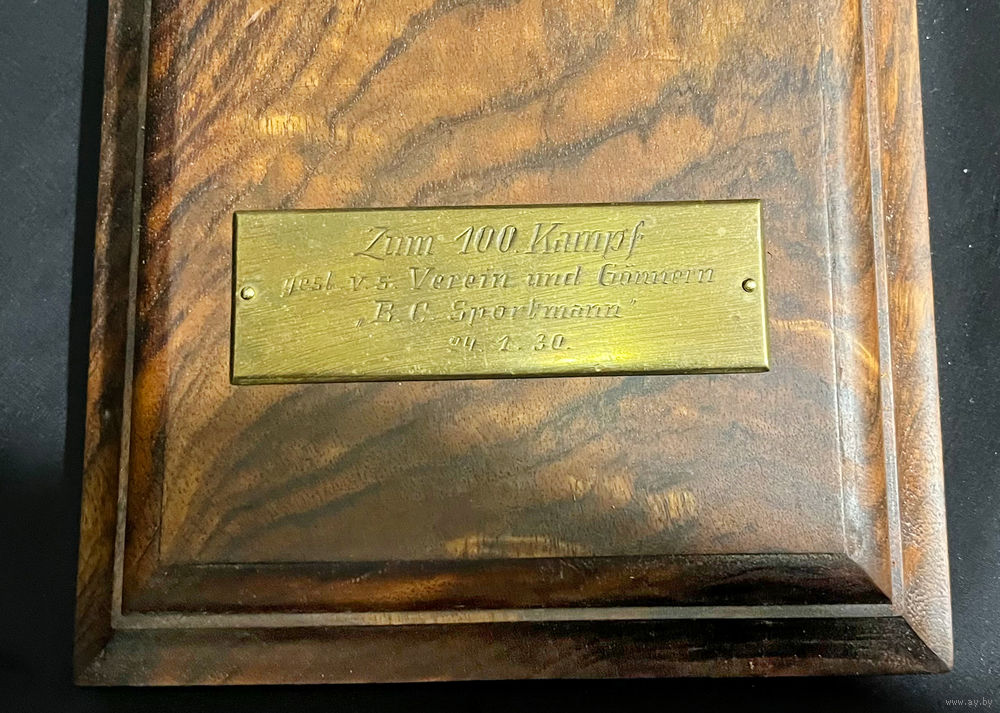 Zum 100. Kampf
gest. v. s. Verein und Gönnern
„B. C. Sportmann"
24. 1. 30.
www.ay.by